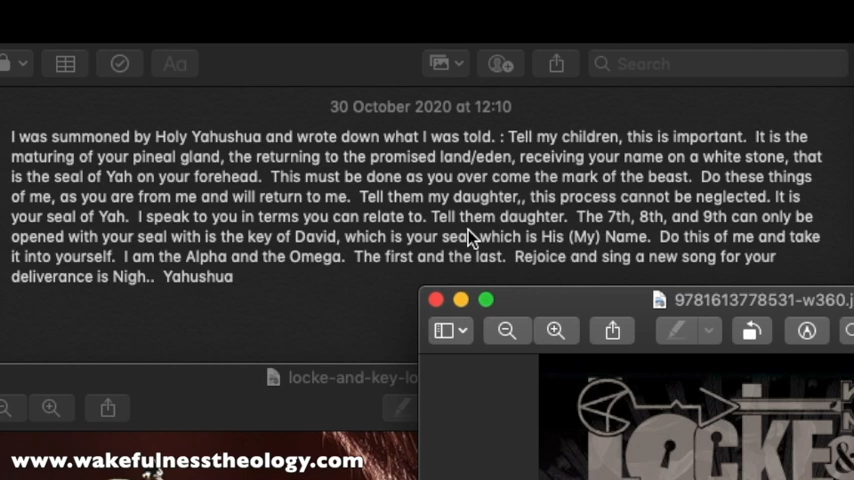 Aa
Search
30 October 2020 at 12:10
I was summoned by Holy Yahushua and wrote down what I was told. : Tell my children, this is important. It is the
maturing of your pineal gland, the returning to the promised land/eden, receiving your name on a white stone, that
is the seal of Yah on your forehead. This must be done as you over come the mark of the beast. Do these things
of me, as you are from me and will return to me. Tell them my daughter,, this process cannot be neglected. It is
your seal of Yah. I speak to you in terms you can relate to. Tell them daughter. The 7th, 8th, and 9th can only be
opened with your seal with is the key of David, which is your seal which is His (My) Name. Do this of me and take
it into yourself. I am the Alpha and the Omega. The first and the last. Rejoice and sing a new song for your
deliverance is Nigh.. Yahushua
9781613778531-w360.j
locke-and-key-lo
LOCKE
&
www.wakefulnesstheology.com